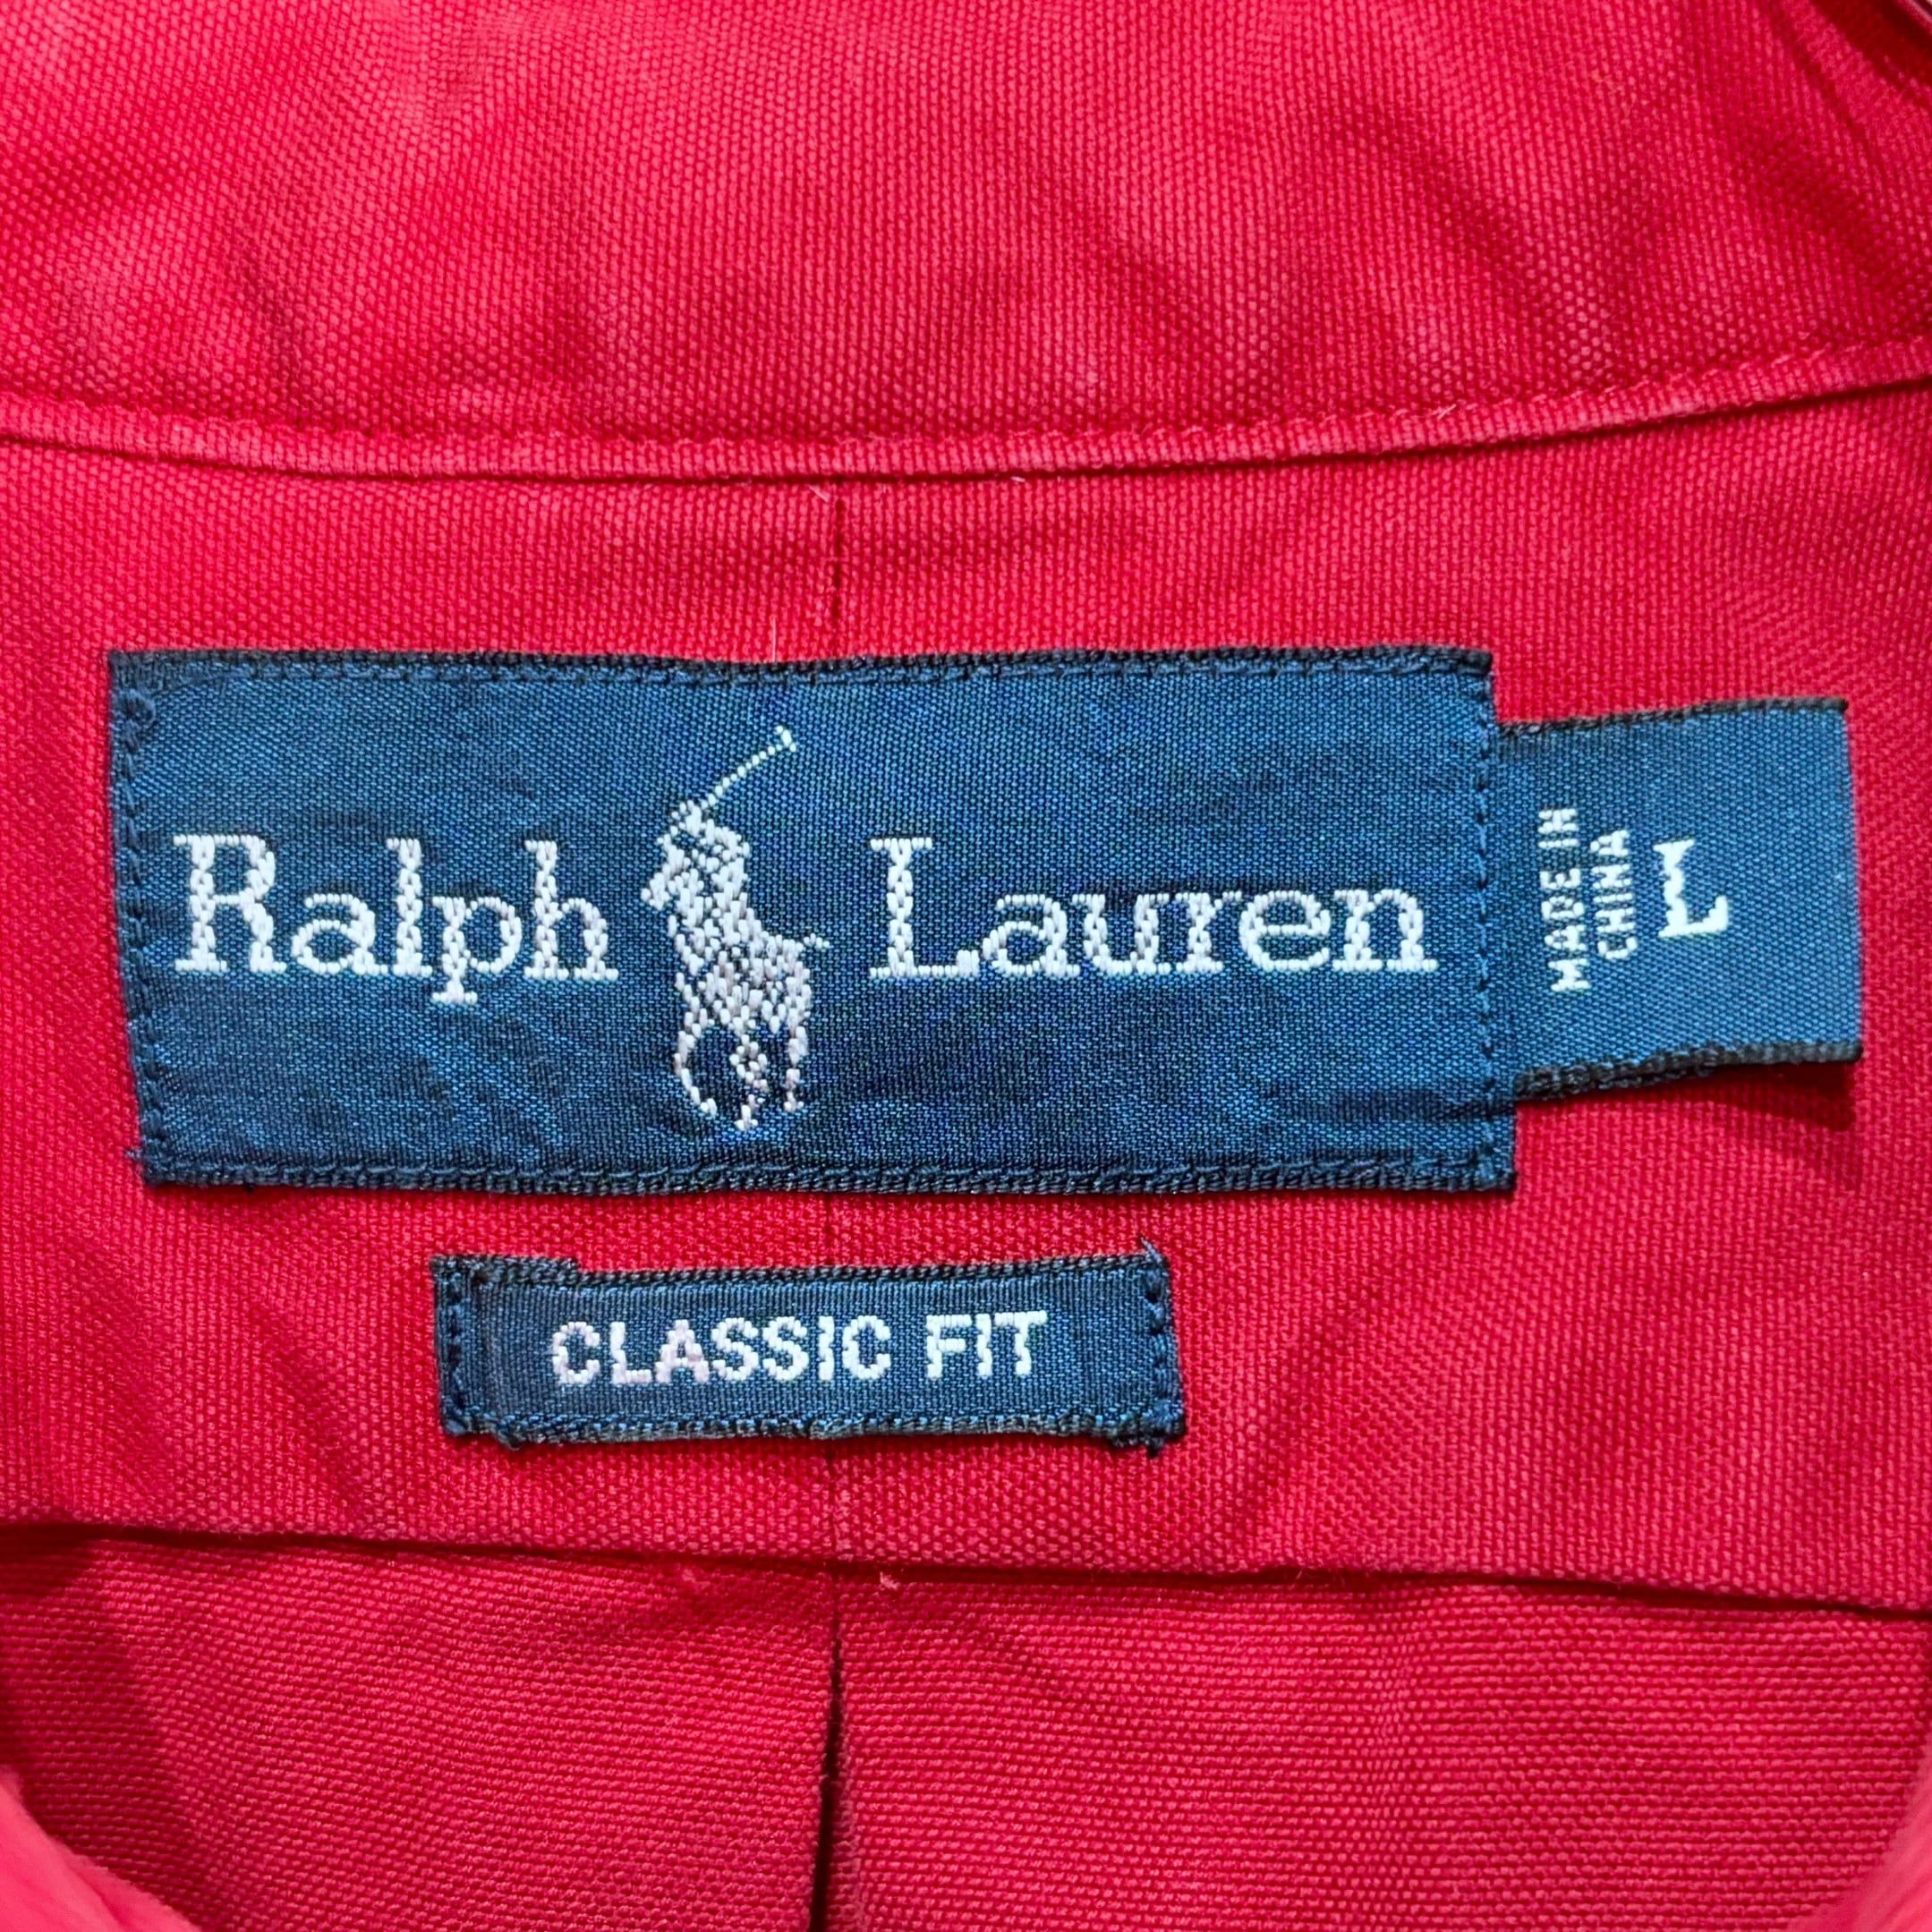 Ralph Lauren
MADE IN
CHINA
L
CLASSIC FIT